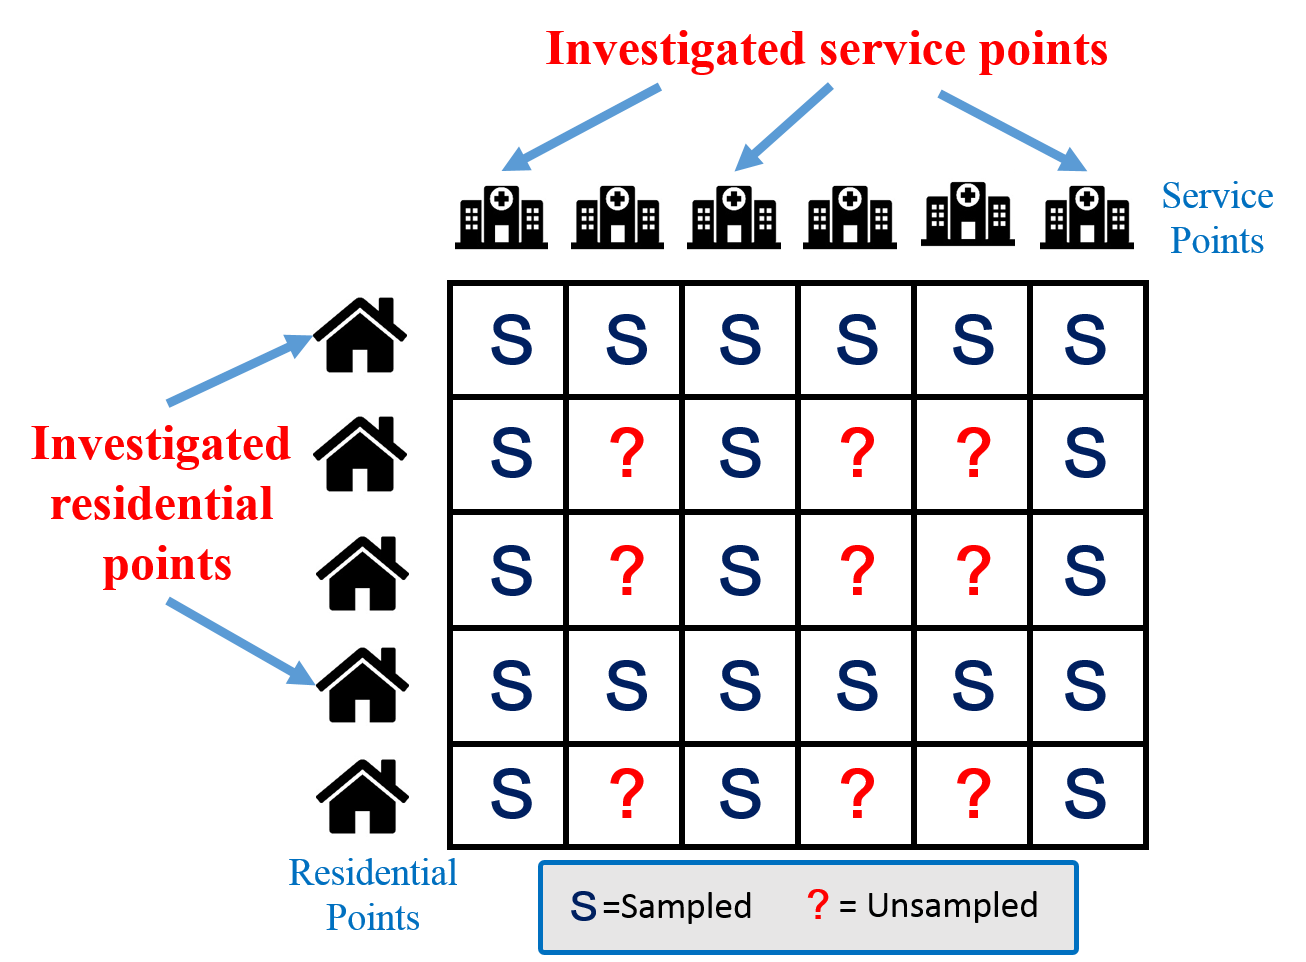 Investigated service points
Service
Points
S S S S S S
Investigated
residential
points
S ? S ? ? S
S ? S ? ? S
S S S S S S
S ? S ? ? S
Residential
Points
S =Sampled ? = Unsampled